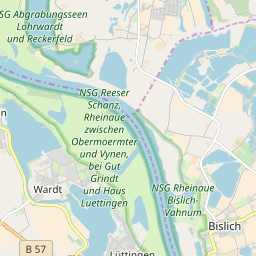 NSG Abgrabungsseen
Lohrwardt
und Reckerfeld
NSG Reeser
Schanz,
Rheinaue
zwischen
Obermoermter
und Vynen,
bei Gut
Grindt
und Haus
Luettingen
Wardt
NSG Rheinaue
Bislich-
Vahnum
Bislich
B 57
Lüttingen